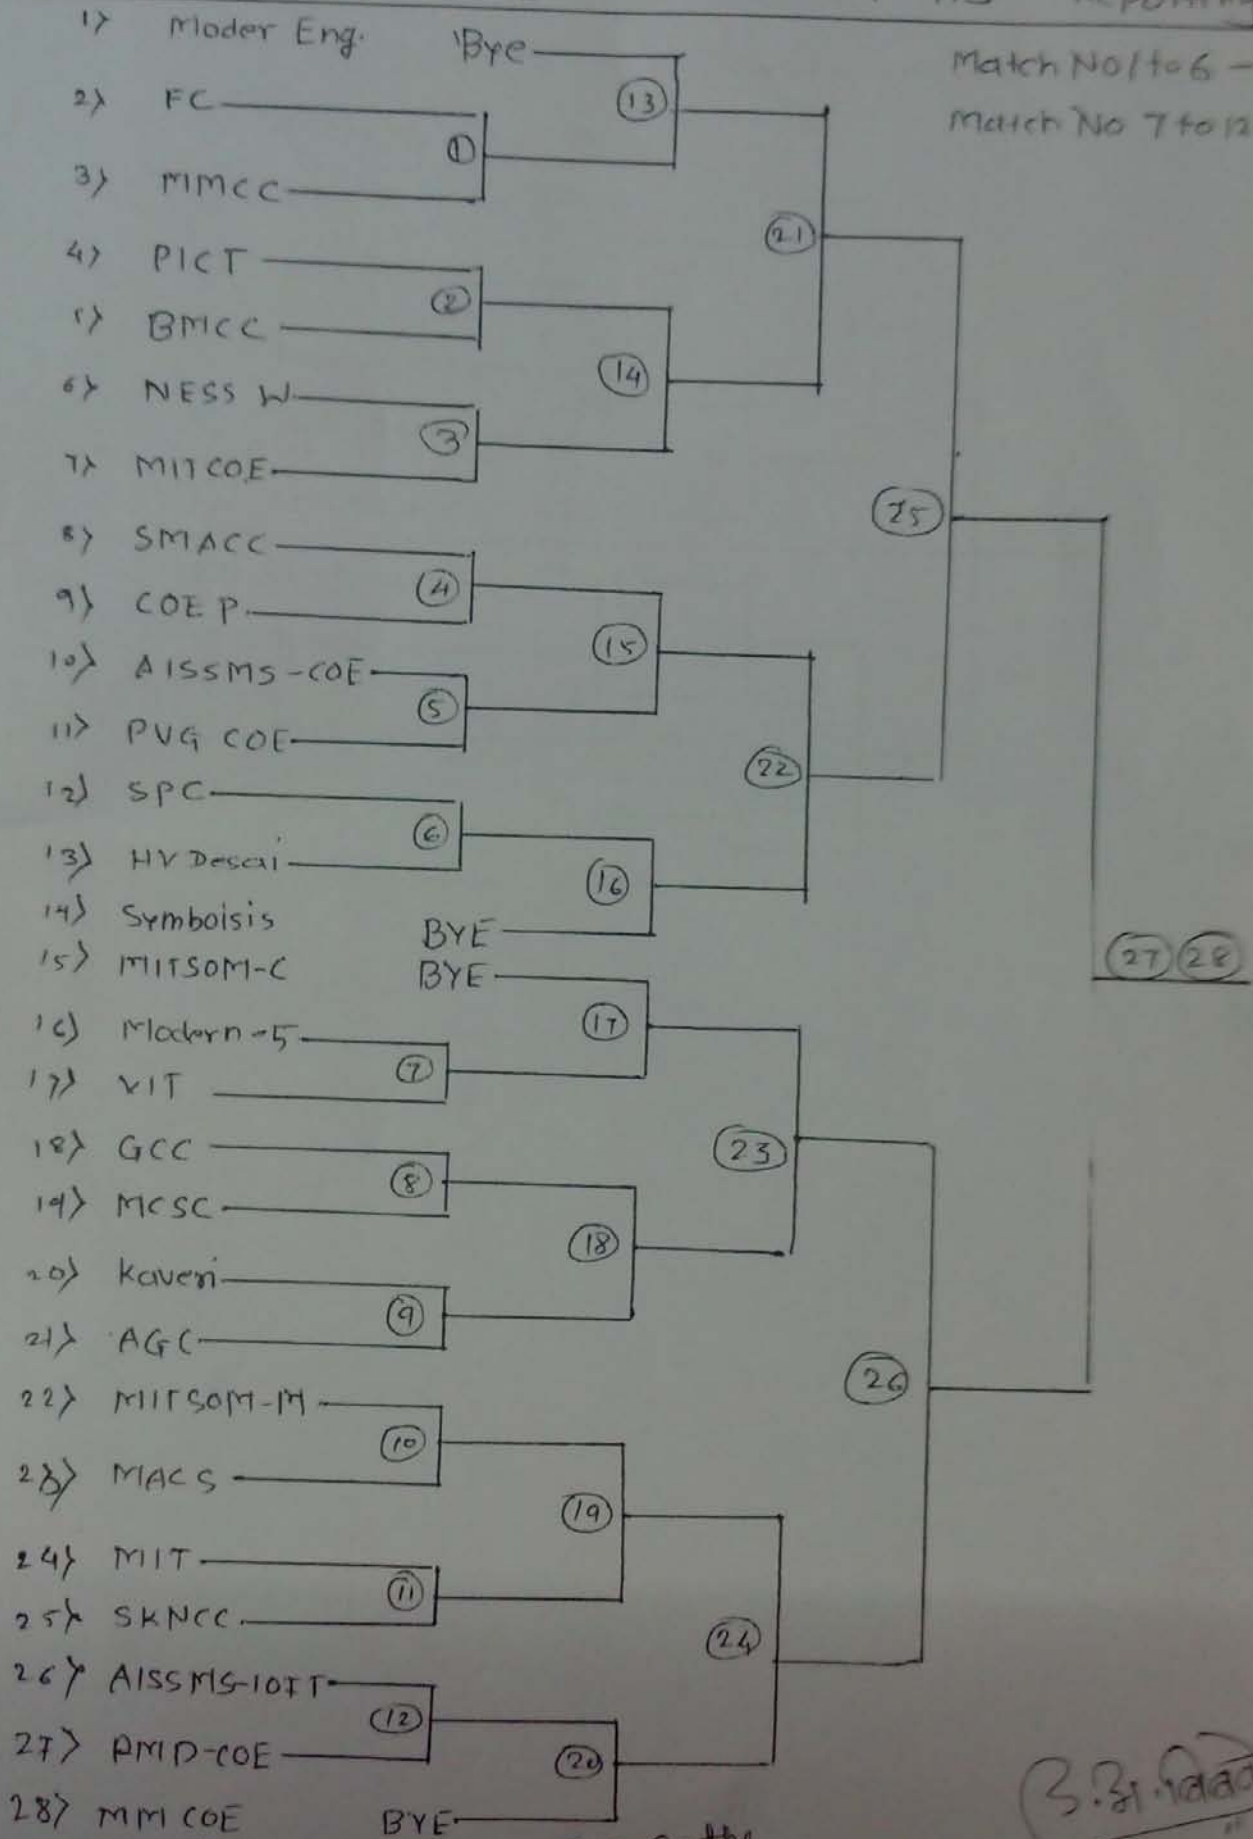 1) Moder Eng. Bye
Match No 1 to 6 -
2) FC
13
Match No 7 to 12
1
3) MMCC
21
4) PICT
2
5) BMCC
14
6) NESS W
3
7) MITCOE
25
8) SMACC
4
9) COEP
15
10) AISSMS-COE
5
11) PVG COE
22
12) SPC
6
13) HV Desai
16
14) Symboisis BYE
15) MITSOM-C BYE
27 28
16) Modern-5
17
7
17) VIT
18) GCC
23
8
19) MCSC
18
20) Kaveri
9
21) AGC
26
22) MITSOM-M
10
23) MACS
19
24) MIT
11
25) SKNCC
24
26) AISSMS-IOIT
12
27) PMD-COE
20
28) MMCOE BYE